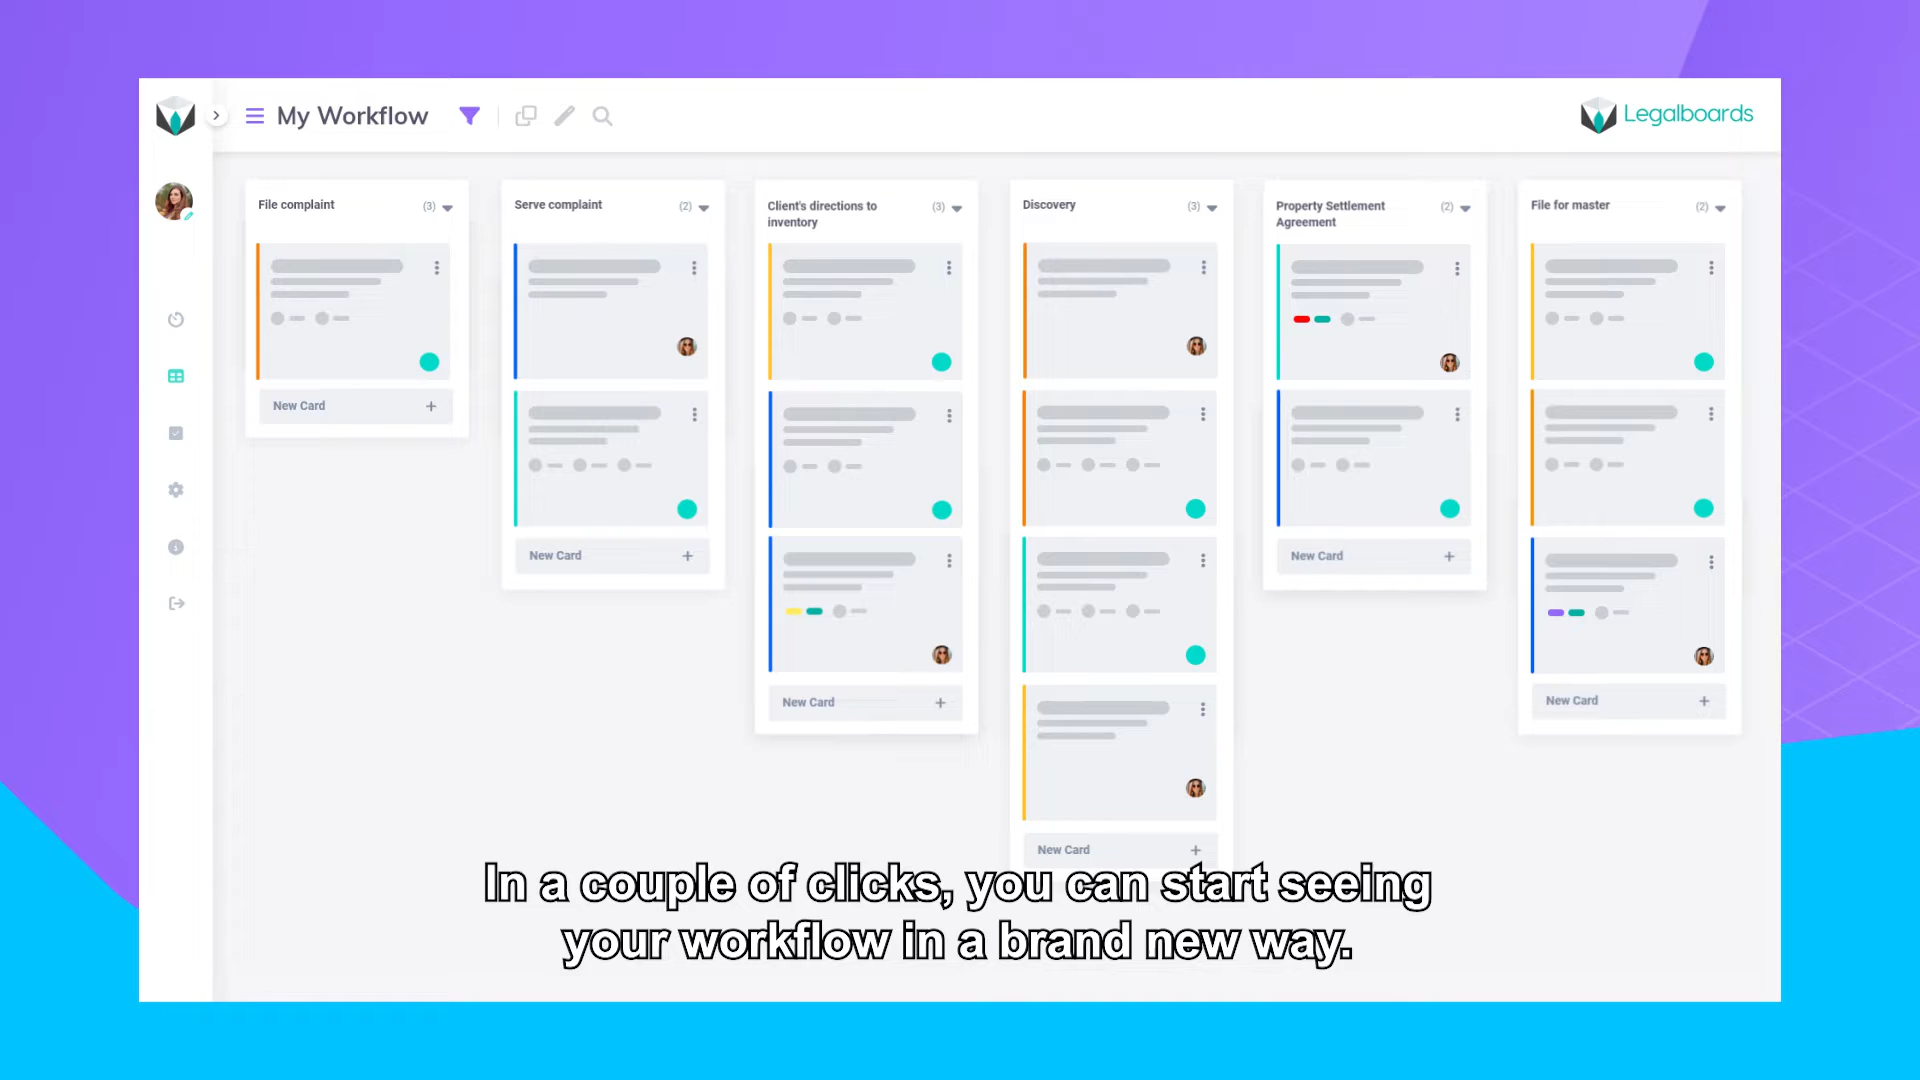 My Workflow
Legalboards
File complaint
(3)
New Card
+
Serve complaint
(2)
New Card
+
Client's directions to
inventory
(3)
New Card
+
Discovery
(3)
New Card
+
Property Settlement
Agreement
(2)
New Card
+
File for master
(2)
New Card
+
In a couple of clicks, you can start seeing
your workflow in a brand new way.